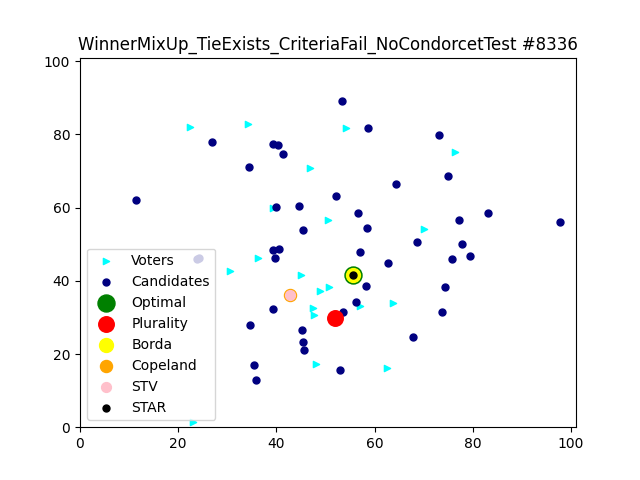 WinnerMixUp_TieExists_CriteriaFail_NoCondorcetTest #8336
100
80
60
40
20
0
Voters
Candidates
Optimal
Plurality
Borda
Copeland
STV
STAR
0 20 40 60 80 100